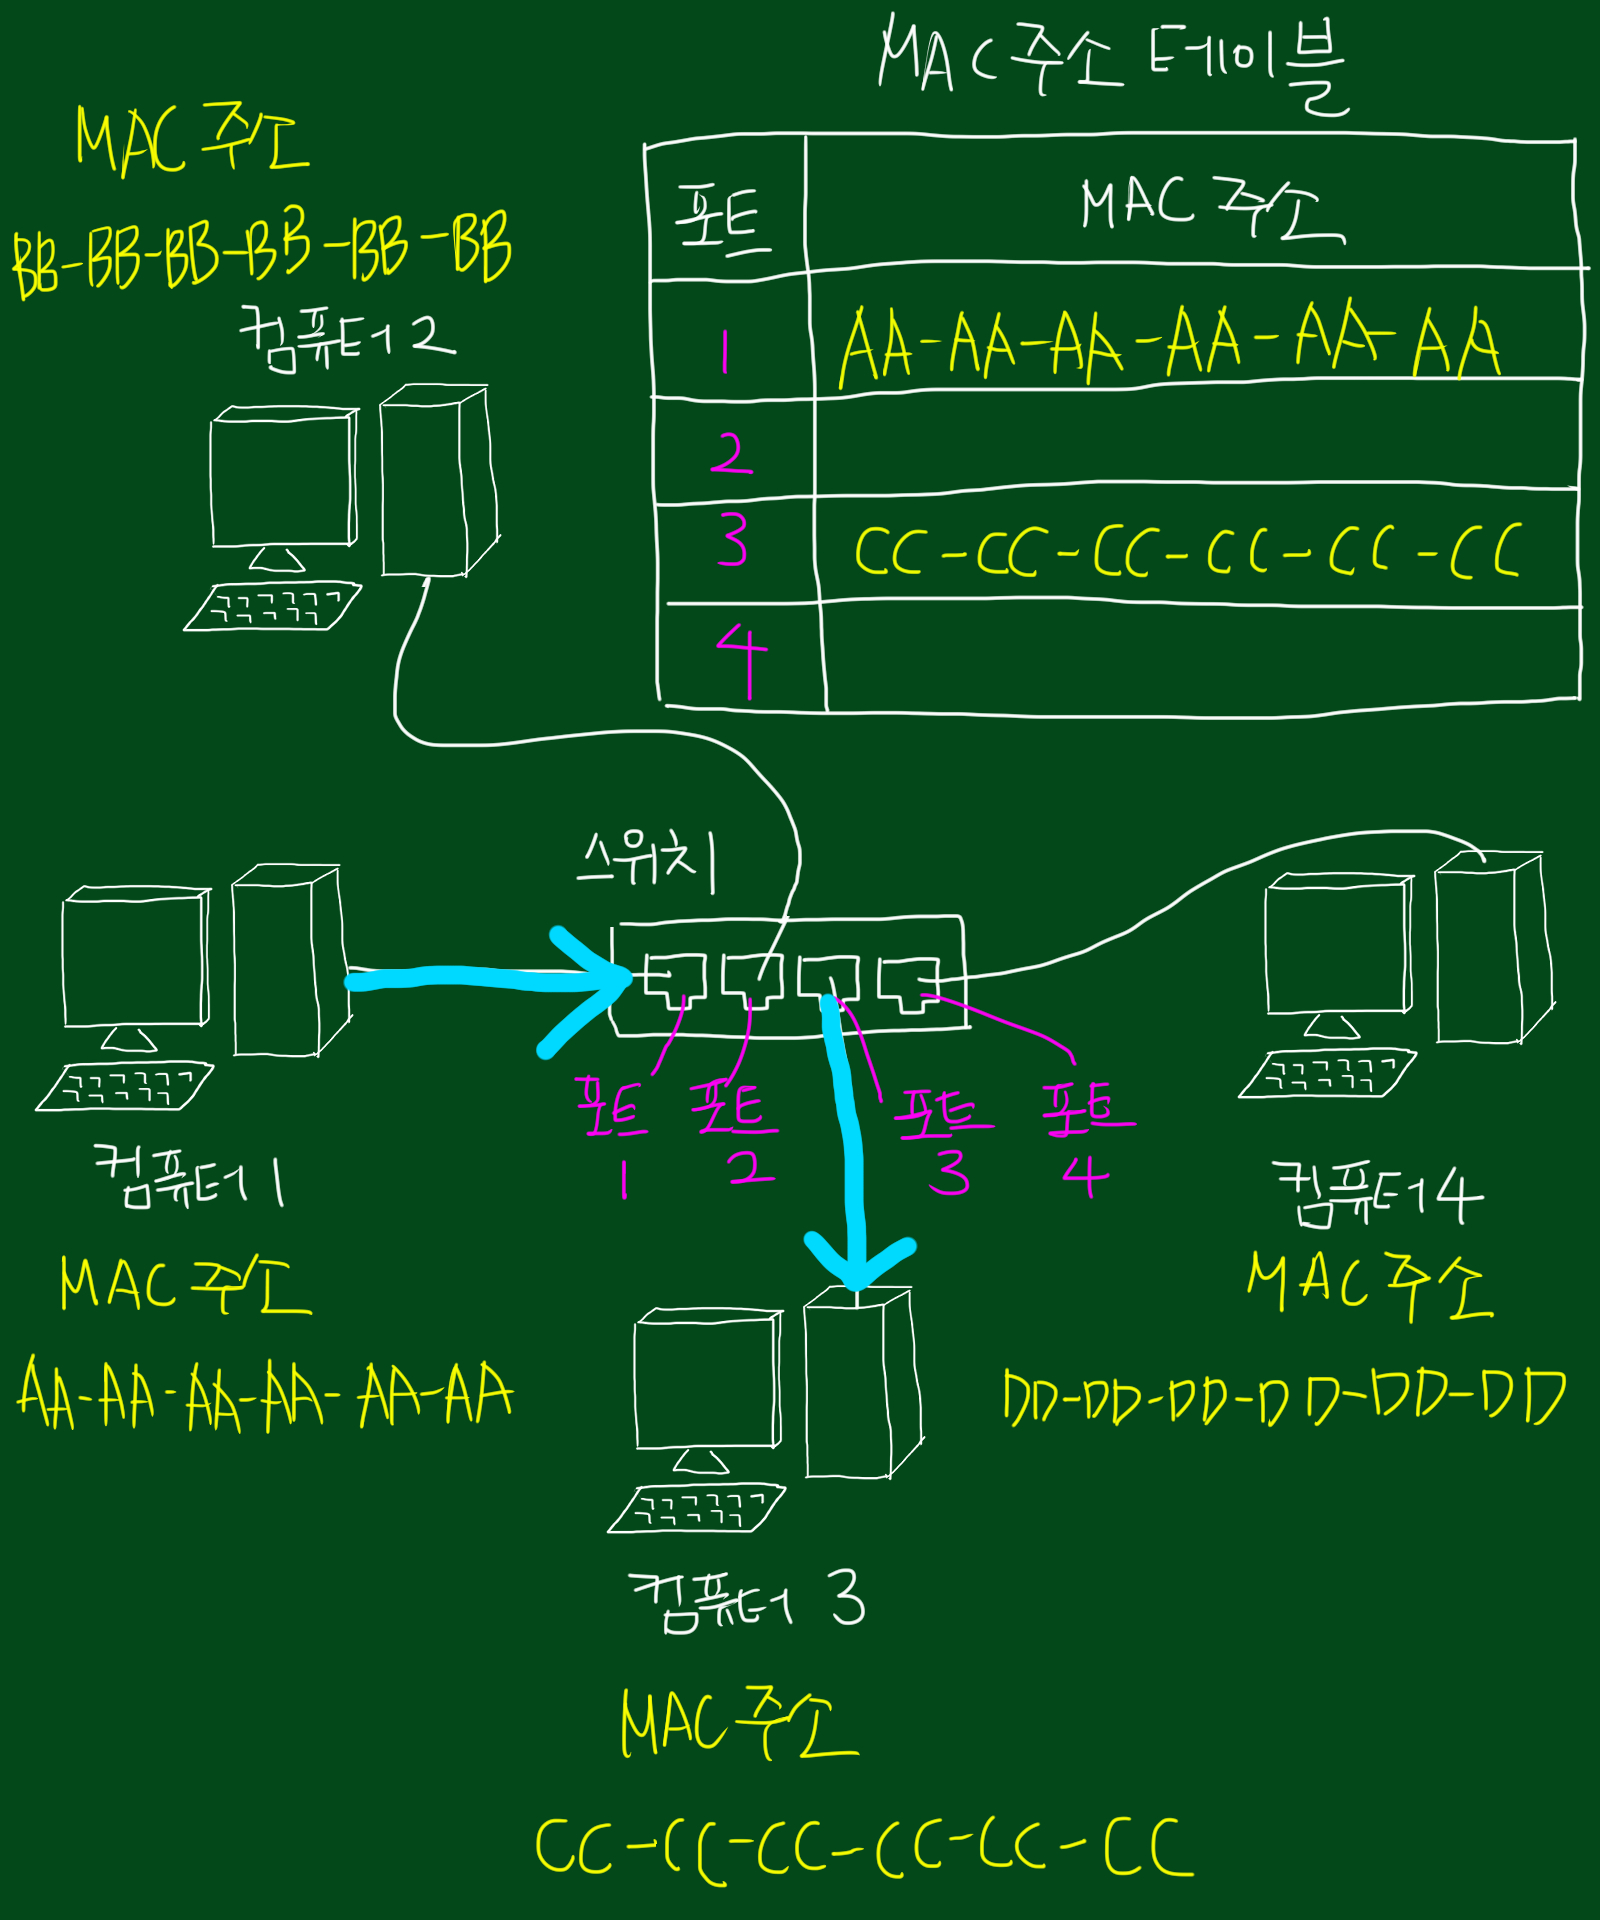 MAC 주소 테이블
포트 MAC 주소
1 AA-AA-AA-AA-AA-AA
2
3 CC-CC-CC-CC-CC-CC
4
MAC 주소
BB-BB-BB-BB-BB-BB
컴퓨터 2
스위치
포트 1
포트 2
포트 3
포트 4
컴퓨터 1
MAC 주소
AA-AA-AA-AA-AA-AA
컴퓨터 4
MAC 주소
DD-DD-DD-DD-DD-DD
컴퓨터 3
MAC 주소
CC-CC-CC-CC-CC-CC